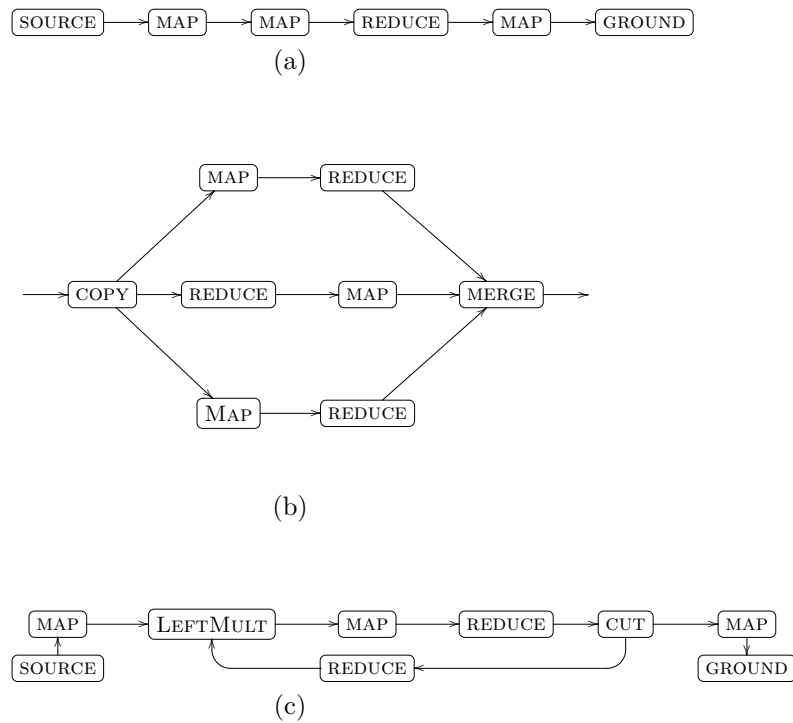 SOURCE MAP MAP REDUCE MAP GROUND
(a)
MAP REDUCE
COPY REDUCE MAP MERGE
MAP REDUCE
(b)
MAP LEFTMULT MAP REDUCE CUT MAP
SOURCE REDUCE GROUND
(c)